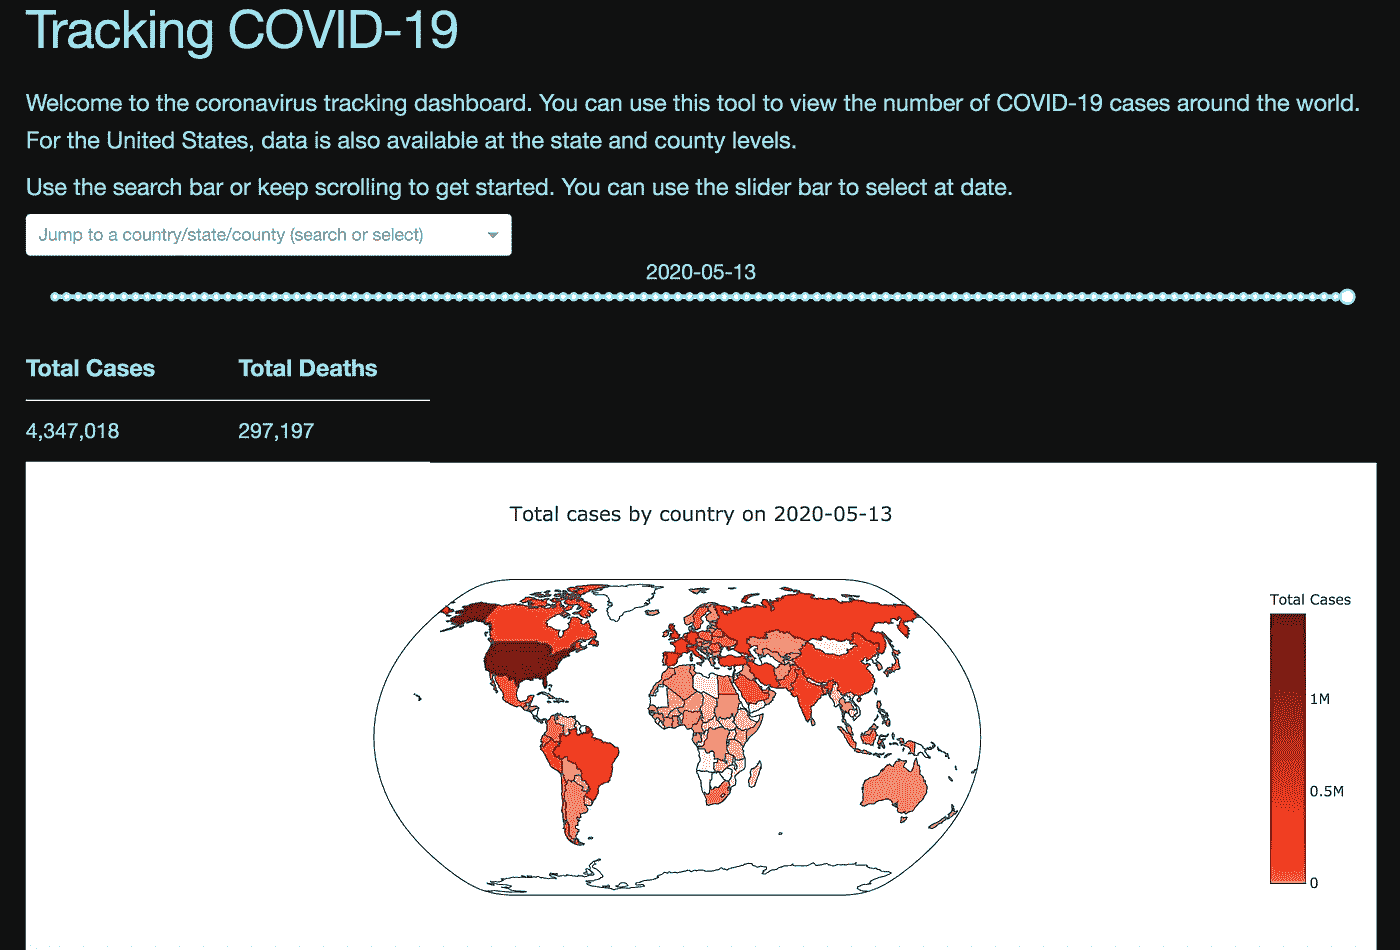 Tracking COVID-19
Welcome to the coronavirus tracking dashboard. You can use this tool to view the number of COVID-19 cases around the world.
For the United States, data is also available at the state and county levels.
Use the search bar or keep scrolling to get started. You can use the slider bar to select at date.
Jump to a country/state/county (search or select)
2020-05-13
Total Cases Total Deaths
4,347,018 297,197
Total cases by country on 2020-05-13
Total Cases
1M
0.5M
0